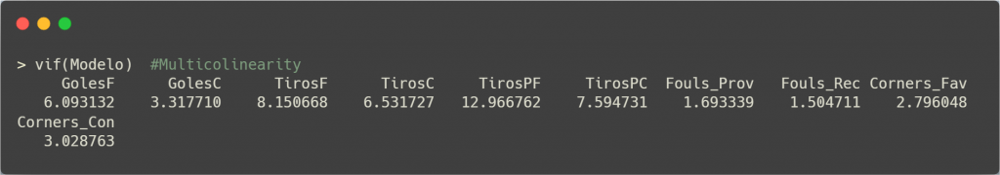 > vif(Modelo)  #Multicolinearity
GolesF GolesC TirosF TirosC TirosPF TirosPC Fouls_Prov Fouls_Rec Corners_Fav
6.093132 3.317710 8.150668 6.531727 12.966762 7.594731 1.693339 1.504711 2.796048
Corners_Con
3.028763